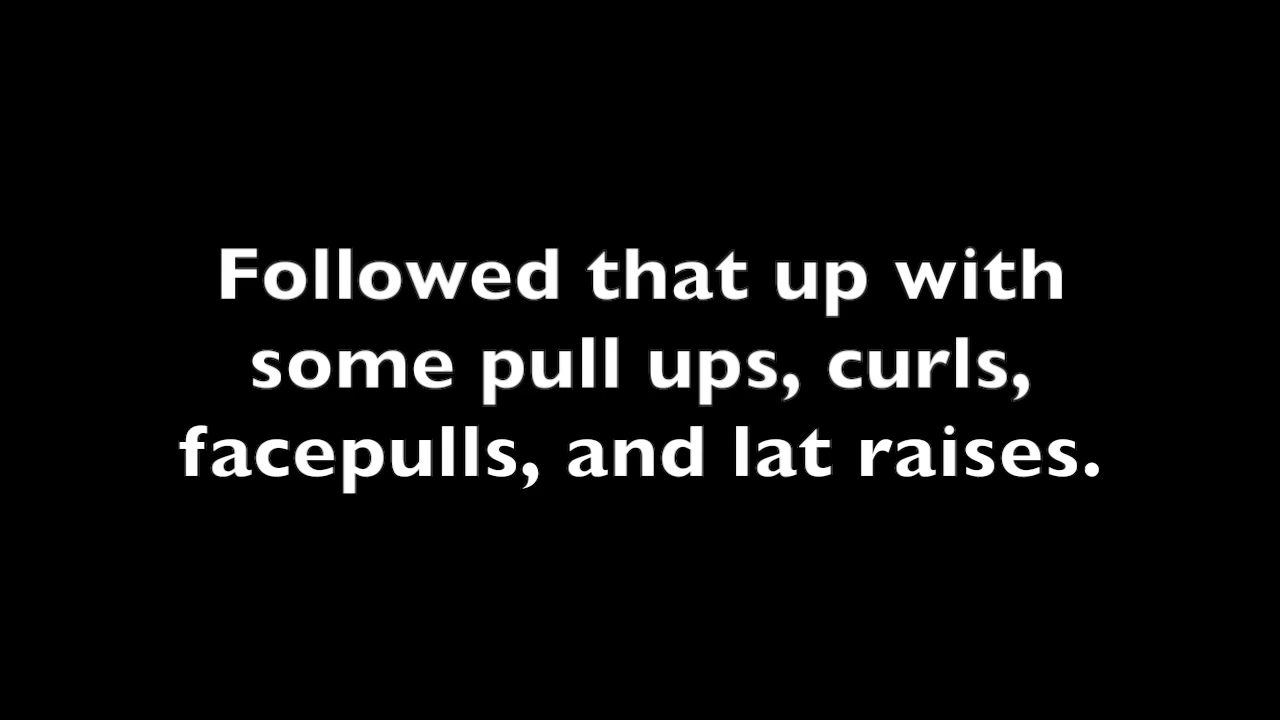 Followed that up with
some pull ups, curls,
facepulls, and lat raises.